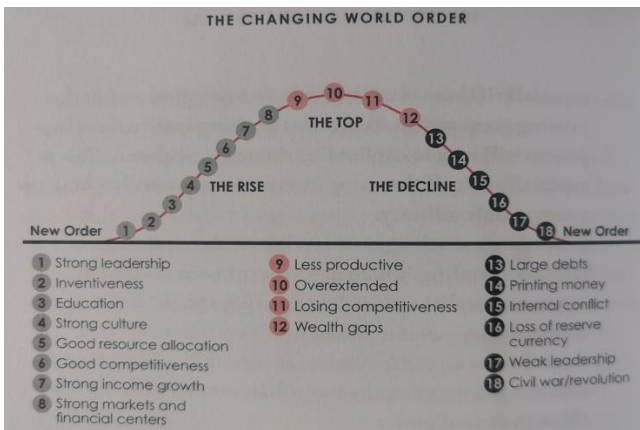 THE CHANGING WORLD ORDER
10
9
11
8
12
THE TOP
7
13
6
14
5
15
4
THE RISE
THE DECLINE
3
16
2
17
New Order
1
18
New Order
1 Strong leadership
2 Inventiveness
3 Education
4 Strong culture
5 Good resource allocation
6 Good competitiveness
7 Strong income growth
8 Strong markets and
financial centers
9 Less productive
10 Overextended
11 Losing competitiveness
12 Wealth gaps
13 Large debts
14 Printing money
15 Internal conflict
16 Loss of reserve
currency
17 Weak leadership
18 Civil war/revolution